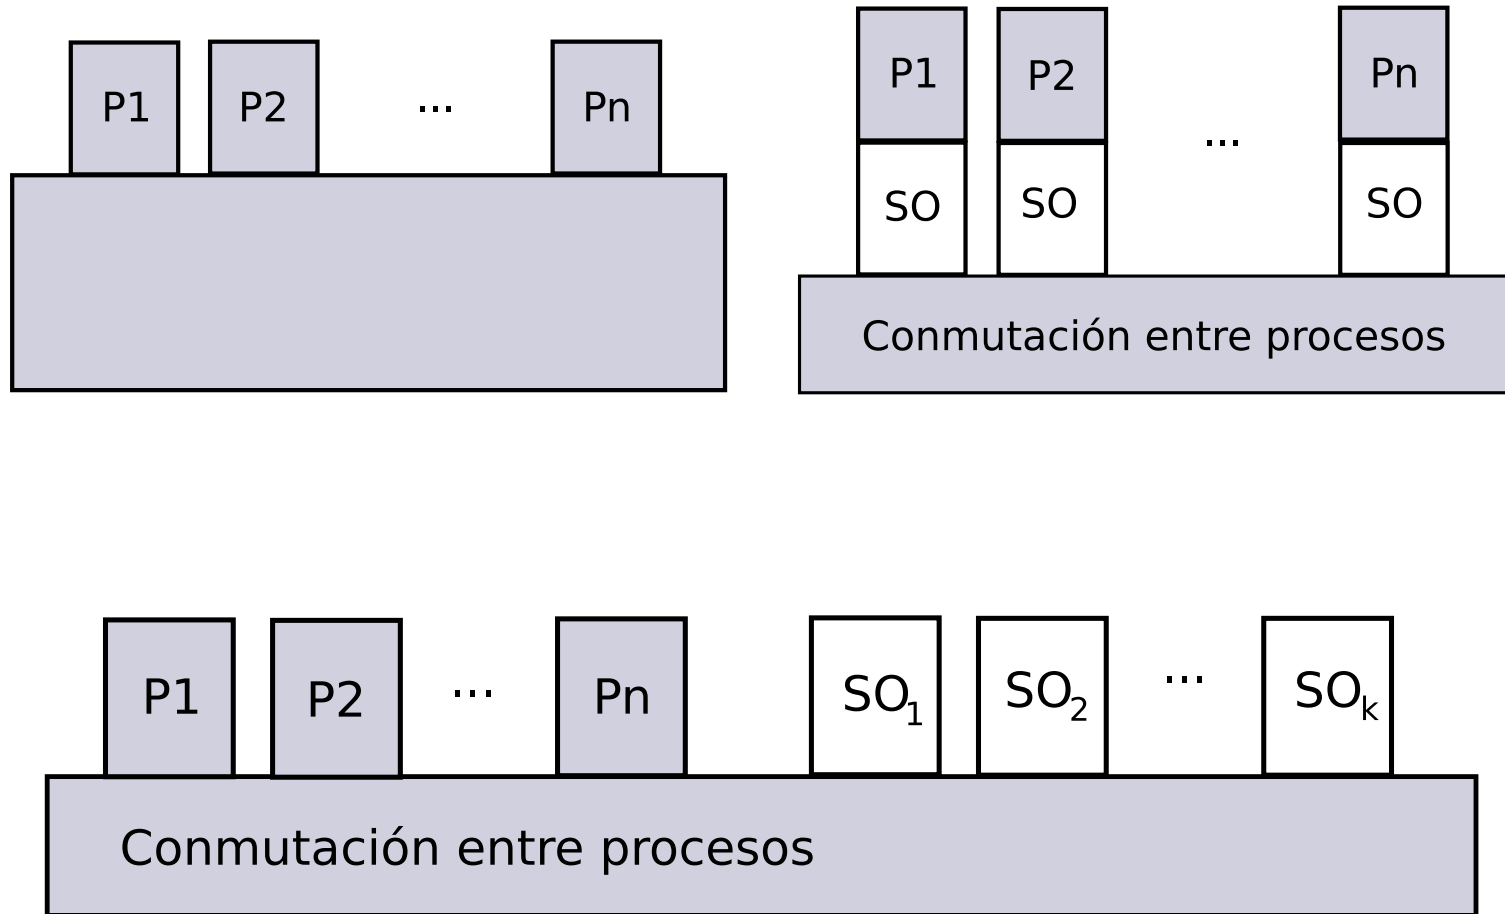 P1 P2 ... Pn
P1 P2 ... Pn
SO SO SO
Conmutación entre procesos
P1 P2 ... Pn SO1 SO2 ... SOk
Conmutación entre procesos